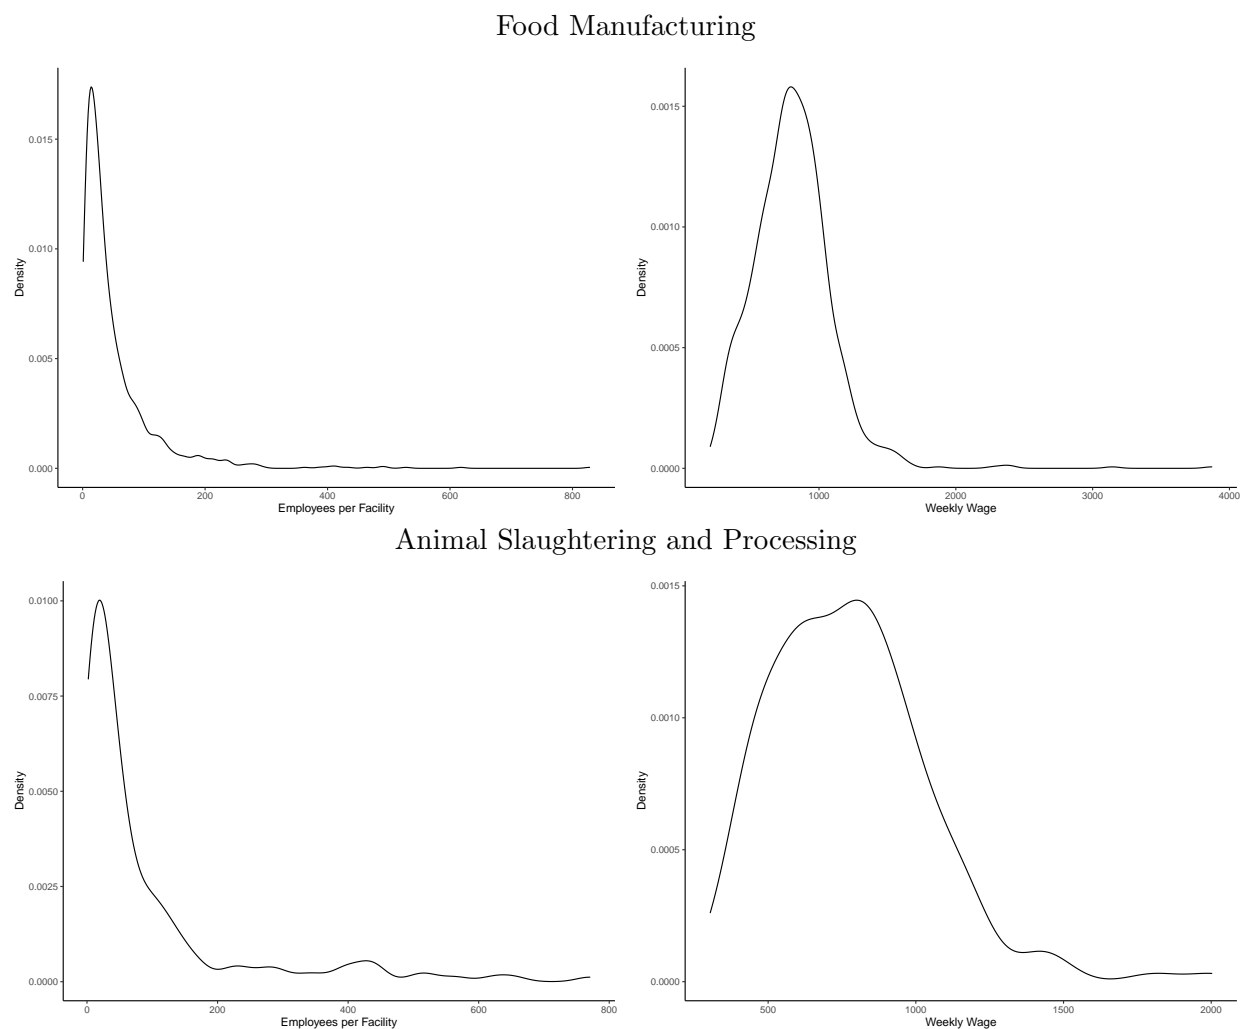 Food Manufacturing
Density
0.015
0.010
0.005
0.000
0 200 400 600 800
Employees per Facility
Density
0.0015
0.0010
0.0005
0.0000
1000 2000 3000 4000
Weekly Wage
Animal Slaughtering and Processing
Density
0.0100
0.0075
0.0050
0.0025
0.0000
0 200 400 600 800
Employees per Facility
Density
0.0015
0.0010
0.0005
0.0000
500 1000 1500 2000
Weekly Wage